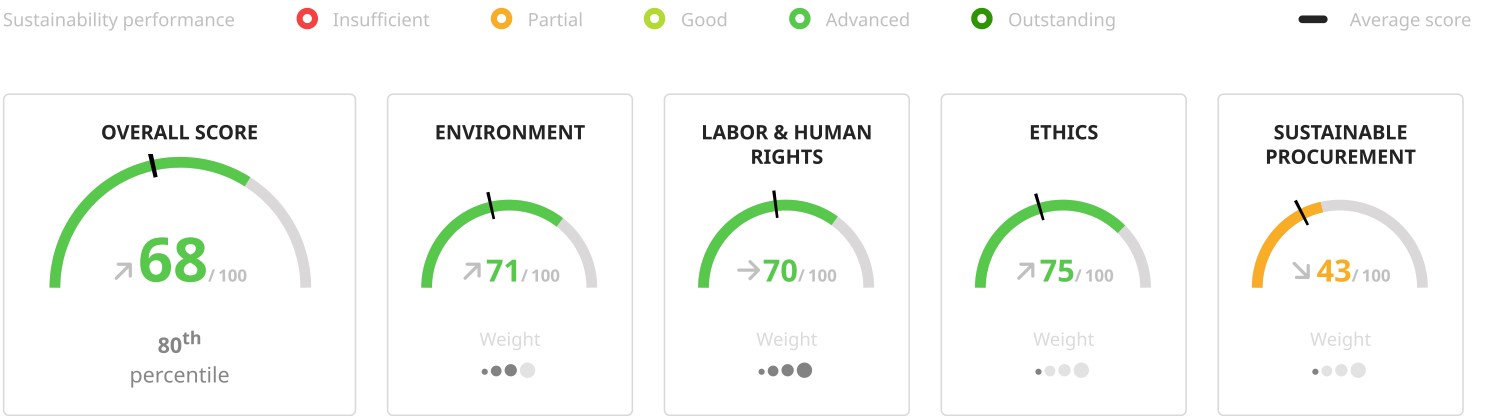 Sustainability performance Insufficient Partial Good Advanced Outstanding Average score
OVERALL SCORE
68 / 100
80th
percentile
ENVIRONMENT
71 / 100
Weight
LABOR & HUMAN
RIGHTS
70 / 100
Weight
ETHICS
75 / 100
Weight
SUSTAINABLE
PROCUREMENT
43 / 100
Weight